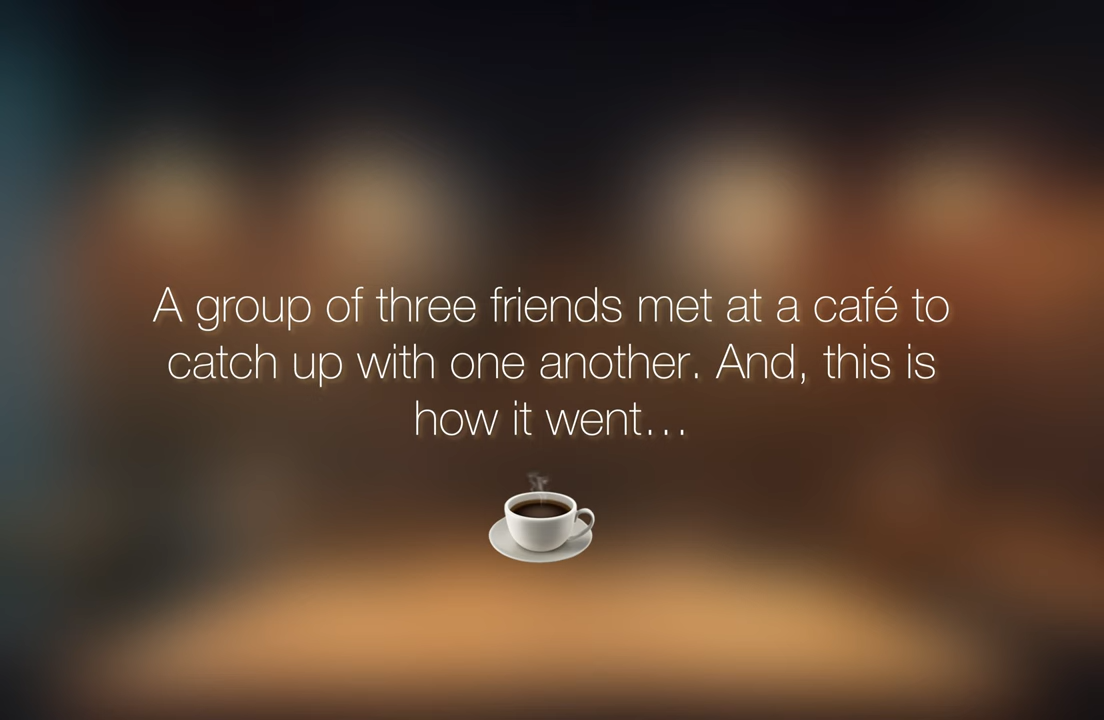 A group of three friends met at a café to
catch up with one another. And, this is
how it went…